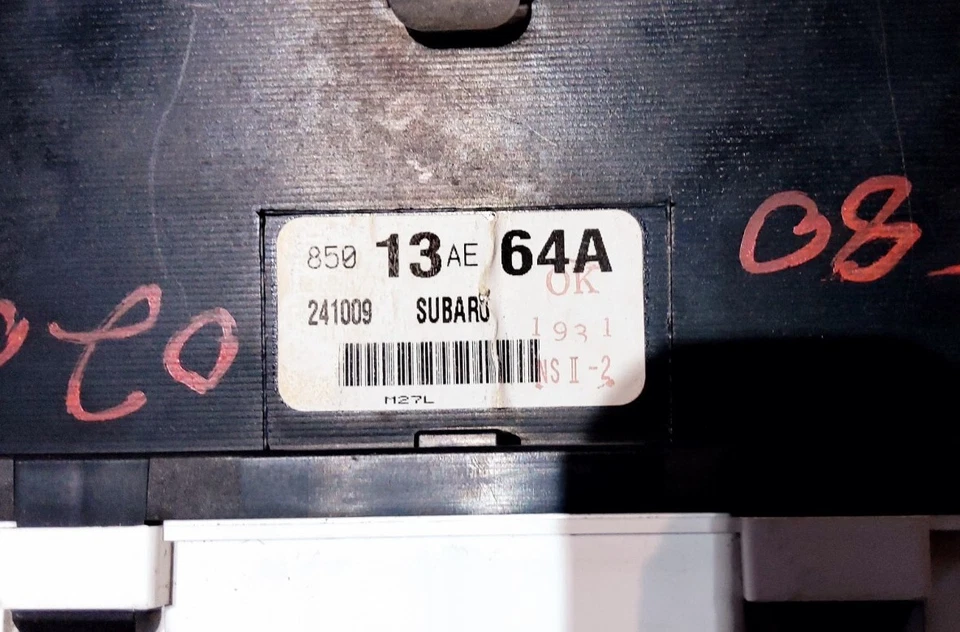 850 13 AE 64A
OK
241009 SUBARU
1931
NS II-2
M27L
08